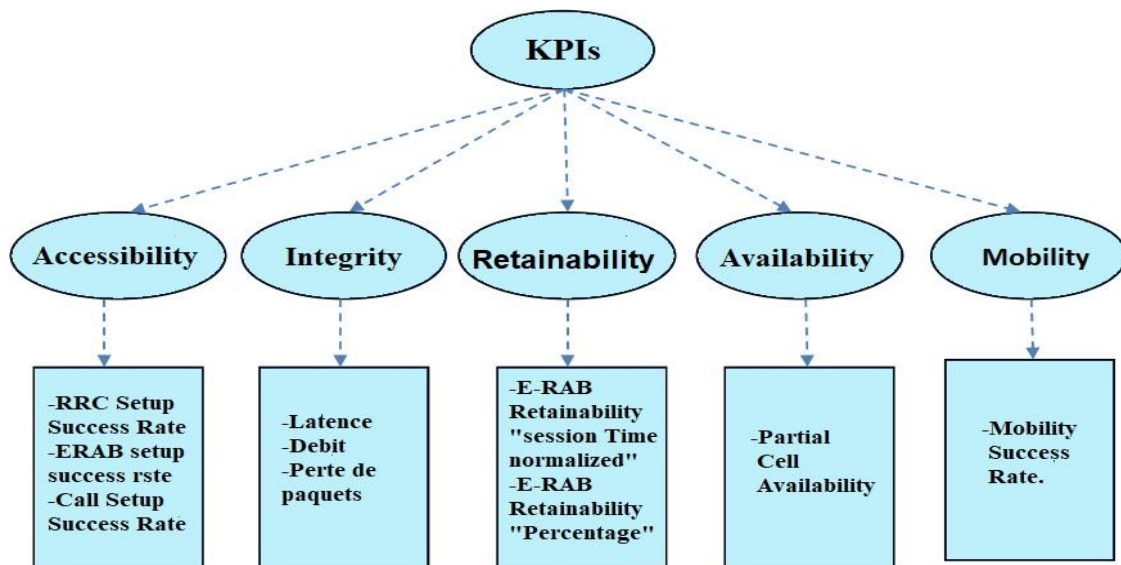 KPIs
Accessibility
Integrity
Retainability
Availability
Mobility
-RRC Setup
Success Rate
-ERAB setup
success rste
-Call Setup
Success Rate
-Latence
-Debit
-Perte de
paquets
-E-RAB
Retainability
"session Time
normalized"
-E-RAB
Retainability
"Percentage"
-Partial
Cell
Availability
-Mobility
Success
Rate.